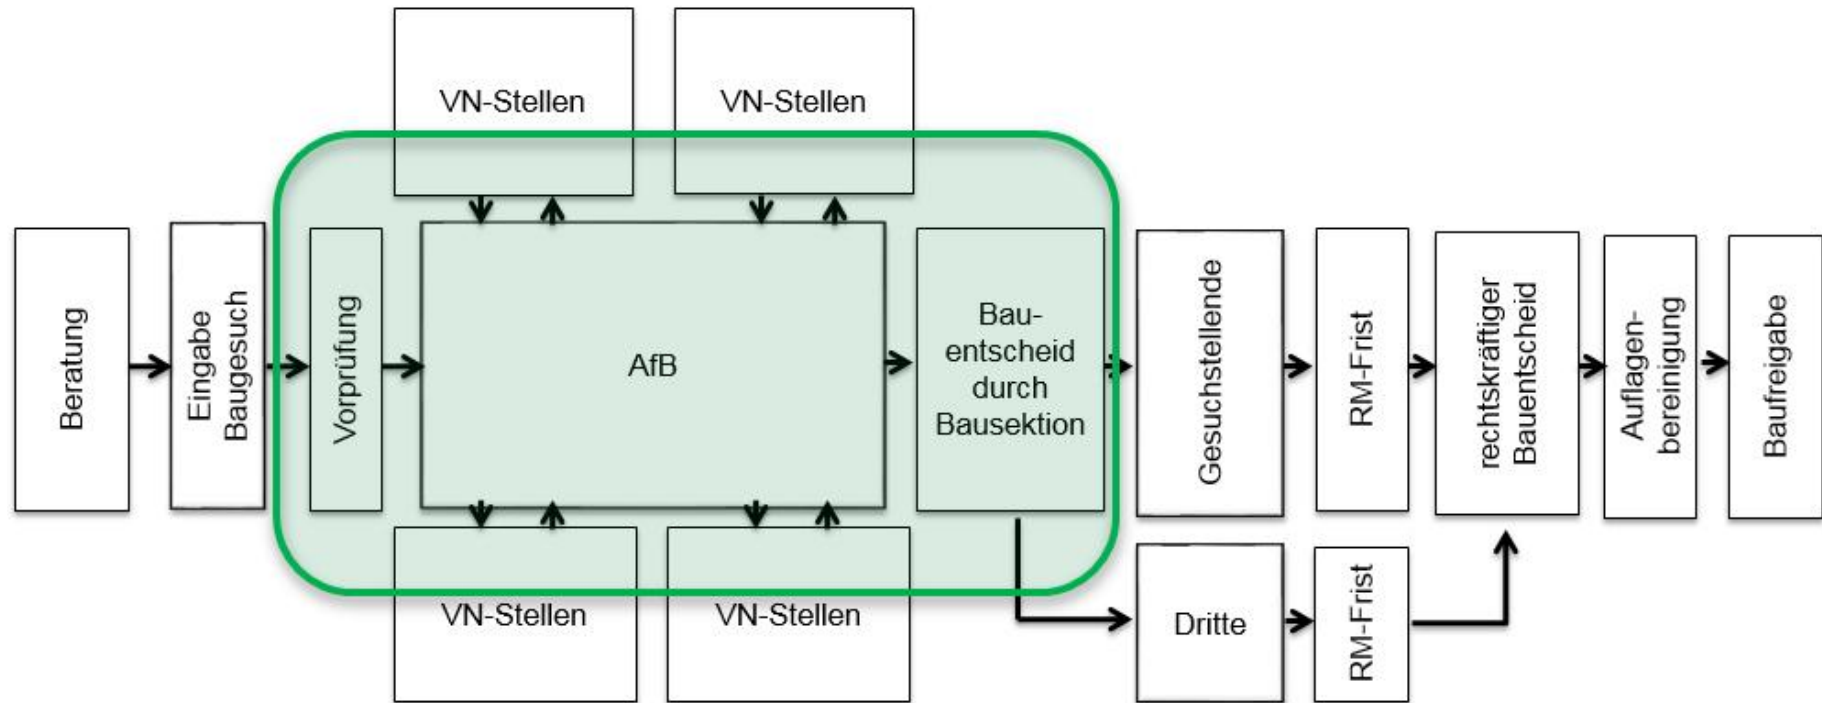 VN-Stellen
VN-Stellen
Beratung
Eingabe
Baugesuch
Vorprüfung
AfB
Bau-
entscheid
durch
Bausektion
Gesuchstellende
RM-Frist
rechtskräftiger
Bauentscheid
Auflagen-
bereinigung
Baufreigabe
VN-Stellen
VN-Stellen
Dritte
RM-Frist